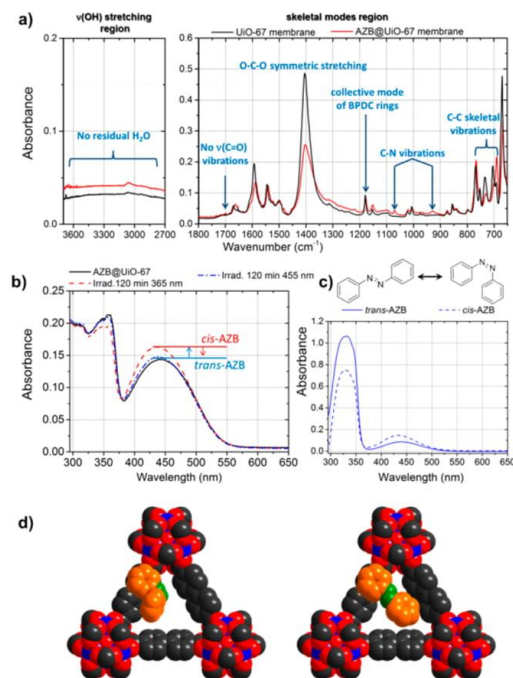 a)
ν(OH) stretching
region
skeletal modes region
UiO-67 membrane
AZB@UiO-67 membrane
Absorbance
0.2
0.1
0.0
No residual H2O
3600
3300
3000
2700
Absorbance
0.6
0.5
0.4
0.3
0.2
0.1
0.0
O-C-O symmetric stretching
No ν(C=O)
vibrations
collective mode
of BPDC rings
C-N vibrations
C-C skeletal
vibrations
1800 1700 1600 1500 1400 1300 1200 1100 1000 900 800 700
Wavenumber (cm-1)
b)
AZB@UiO-67
Irrad.120 min 365 nm
Irrad. 120 min 455 nm
Absorbance
0.25
0.20
0.15
0.10
0.05
0.00
cis-AZB
trans-AZB
300 350 400 450 500 550 600 650
Wavelength (nm)
c)
N
N
N
N
trans-AZB
cis-AZB
Absorbance
1.2
1.0
0.8
0.6
0.4
0.2
0.0
300 350 400 450 500 550 600 650
Wavelength (nm)
d)